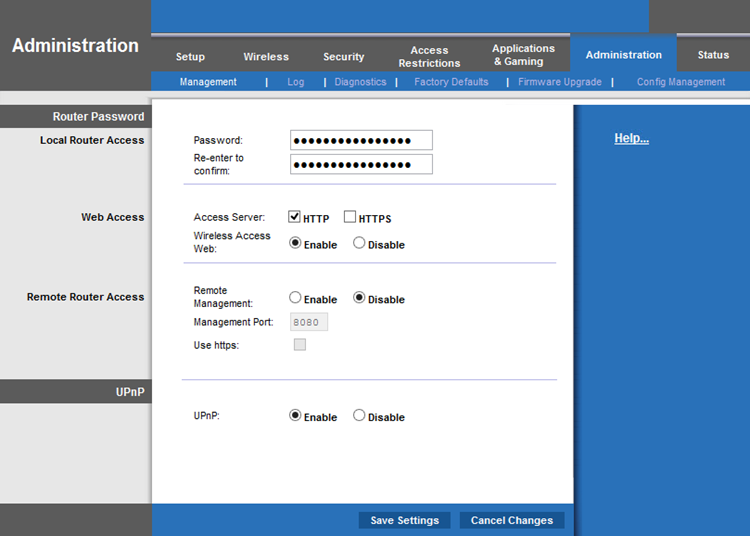 Administration
Setup
Wireless
Security
Access
Restrictions
Applications
& Gaming
Administration
Status
Management | Log | Diagnostics | Factory Defaults | Firmware Upgrade | Config Management
Router Password
Local Router Access
Password:
Re-enter to
confirm:
Help...
Web Access
Access Server:
HTTP
HTTPS
Wireless Access
Web:
Enable
Disable
Remote Router Access
Remote
Management:
Enable
Disable
Management Port:
8080
Use https:
UPnP
UPnP:
Enable
Disable
Save Settings
Cancel Changes